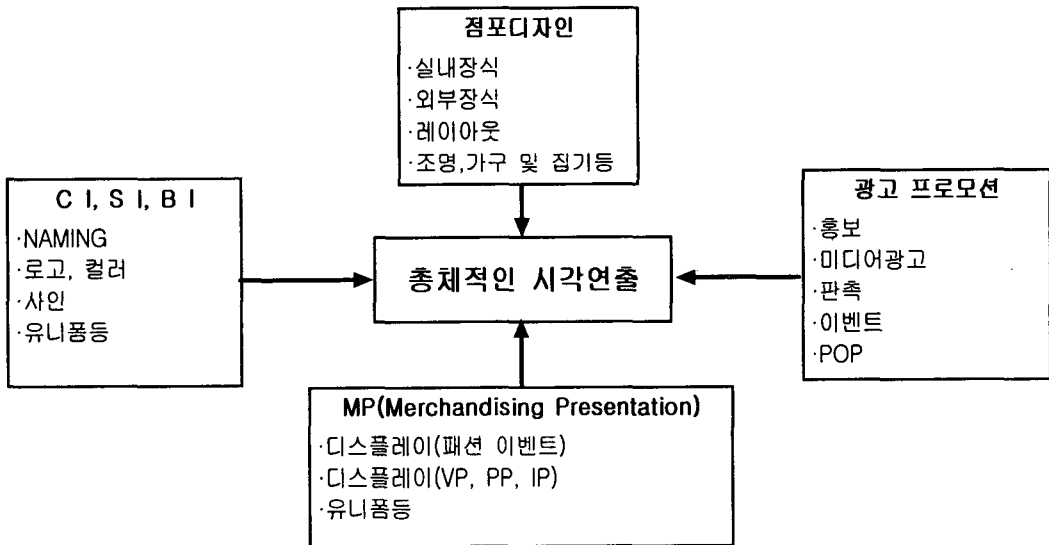 점포디자인
·실내장식
·외부장식
·레이아웃
·조명,가구 및 집기등
C I, S I, B I
·NAMING
·로고, 컬러
·사인
·유니폼등
총체적인 시각연출
광고 프로모션
·홍보
·미디어광고
·판촉
·이벤트
·POP
MP(Merchandising Presentation)
·디스플레이(패션 이벤트)
·디스플레이(VP, PP, IP)
·유니폼등